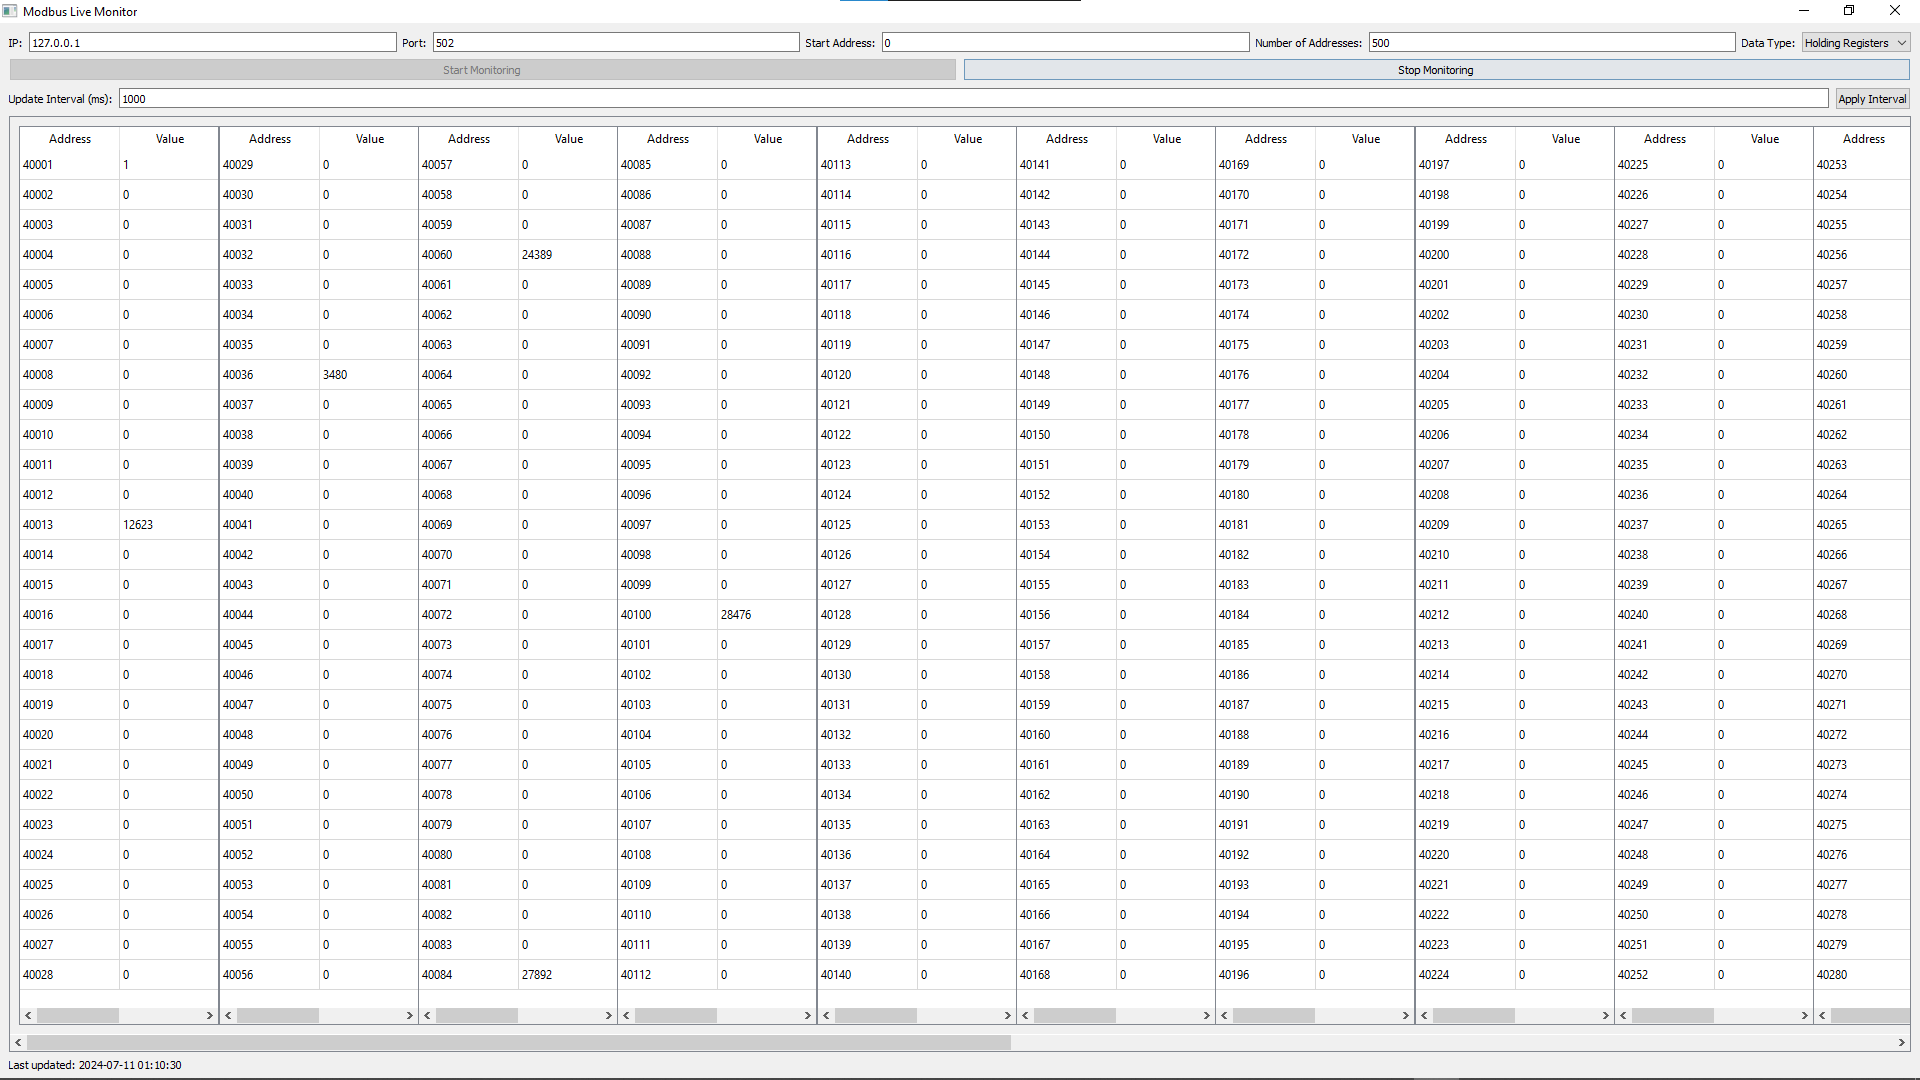 Modbus Live Monitor
IP: 127.0.0.1 Port: 502 Start Address: 0 Number of Addresses: 500 Data Type: Holding Registers
Start Monitoring Stop Monitoring
Update Interval (ms): 1000 Apply Interval
Address Value Address Value Address Value Address Value Address Value Address Value Address Value Address Value Address Value Address
40001 1 40029 0 40057 0 40085 0 40113 0 40141 0 40169 0 40197 0 40225 0 40253
40002 0 40030 0 40058 0 40086 0 40114 0 40142 0 40170 0 40198 0 40226 0 40254
40003 0 40031 0 40059 0 40087 0 40115 0 40143 0 40171 0 40199 0 40227 0 40255
40004 0 40032 0 40060 24389 40088 0 40116 0 40144 0 40172 0 40200 0 40228 0 40256
40005 0 40033 0 40061 0 40089 0 40117 0 40145 0 40173 0 40201 0 40229 0 40257
40006 0 40034 0 40062 0 40090 0 40118 0 40146 0 40174 0 40202 0 40230 0 40258
40007 0 40035 0 40063 0 40091 0 40119 0 40147 0 40175 0 40203 0 40231 0 40259
40008 0 40036 3480 40064 0 40092 0 40120 0 40148 0 40176 0 40204 0 40232 0 40260
40009 0 40037 0 40065 0 40093 0 40121 0 40149 0 40177 0 40205 0 40233 0 40261
40010 0 40038 0 40066 0 40094 0 40122 0 40150 0 40178 0 40206 0 40234 0 40262
40011 0 40039 0 40067 0 40095 0 40123 0 40151 0 40179 0 40207 0 40235 0 40263
40012 0 40040 0 40068 0 40096 0 40124 0 40152 0 40180 0 40208 0 40236 0 40264
40013 12623 40041 0 40069 0 40097 0 40125 0 40153 0 40181 0 40209 0 40237 0 40265
40014 0 40042 0 40070 0 40098 0 40126 0 40154 0 40182 0 40210 0 40238 0 40266
40015 0 40043 0 40071 0 40099 0 40127 0 40155 0 40183 0 40211 0 40239 0 40267
40016 0 40044 0 40072 0 40100 28476 40128 0 40156 0 40184 0 40212 0 40240 0 40268
40017 0 40045 0 40073 0 40101 0 40129 0 40157 0 40185 0 40213 0 40241 0 40269
40018 0 40046 0 40074 0 40102 0 40130 0 40158 0 40186 0 40214 0 40242 0 40270
40019 0 40047 0 40075 0 40103 0 40131 0 40159 0 40187 0 40215 0 40243 0 40271
40020 0 40048 0 40076 0 40104 0 40132 0 40160 0 40188 0 40216 0 40244 0 40272
40021 0 40049 0 40077 0 40105 0 40133 0 40161 0 40189 0 40217 0 40245 0 40273
40022 0 40050 0 40078 0 40106 0 40134 0 40162 0 40190 0 40218 0 40246 0 40274
40023 0 40051 0 40079 0 40107 0 40135 0 40163 0 40191 0 40219 0 40247 0 40275
40024 0 40052 0 40080 0 40108 0 40136 0 40164 0 40192 0 40220 0 40248 0 40276
40025 0 40053 0 40081 0 40109 0 40137 0 40165 0 40193 0 40221 0 40249 0 40277
40026 0 40054 0 40082 0 40110 0 40138 0 40166 0 40194 0 40222 0 40250 0 40278
40027 0 40055 0 40083 0 40111 0 40139 0 40167 0 40195 0 40223 0 40251 0 40279
40028 0 40056 0 40084 27892 40112 0 40140 0 40168 0 40196 0 40224 0 40252 0 40280
Last updated: 2024-07-11 01:10:30